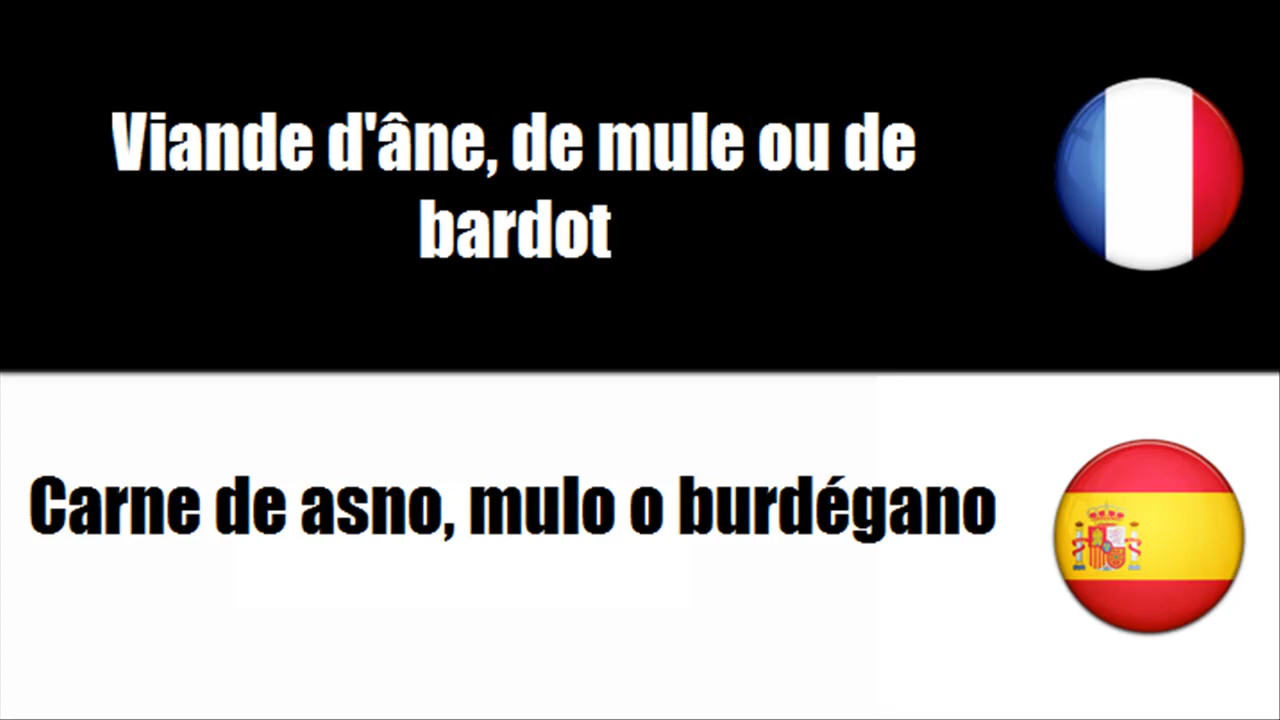 Viande d'âne, de mule ou de
bardot
Carne de asno, mulo o burdégano